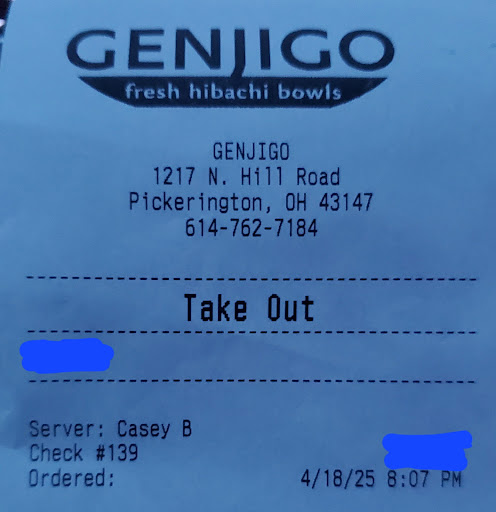 GENJIGO
fresh hibachi bowls
GENJIGO
1217 N. Hill Road
Pickerington, OH 43147
614-762-7184
Take Out
Server: Casey B
Check #139
Ordered: 4/18/25 8:07 PM